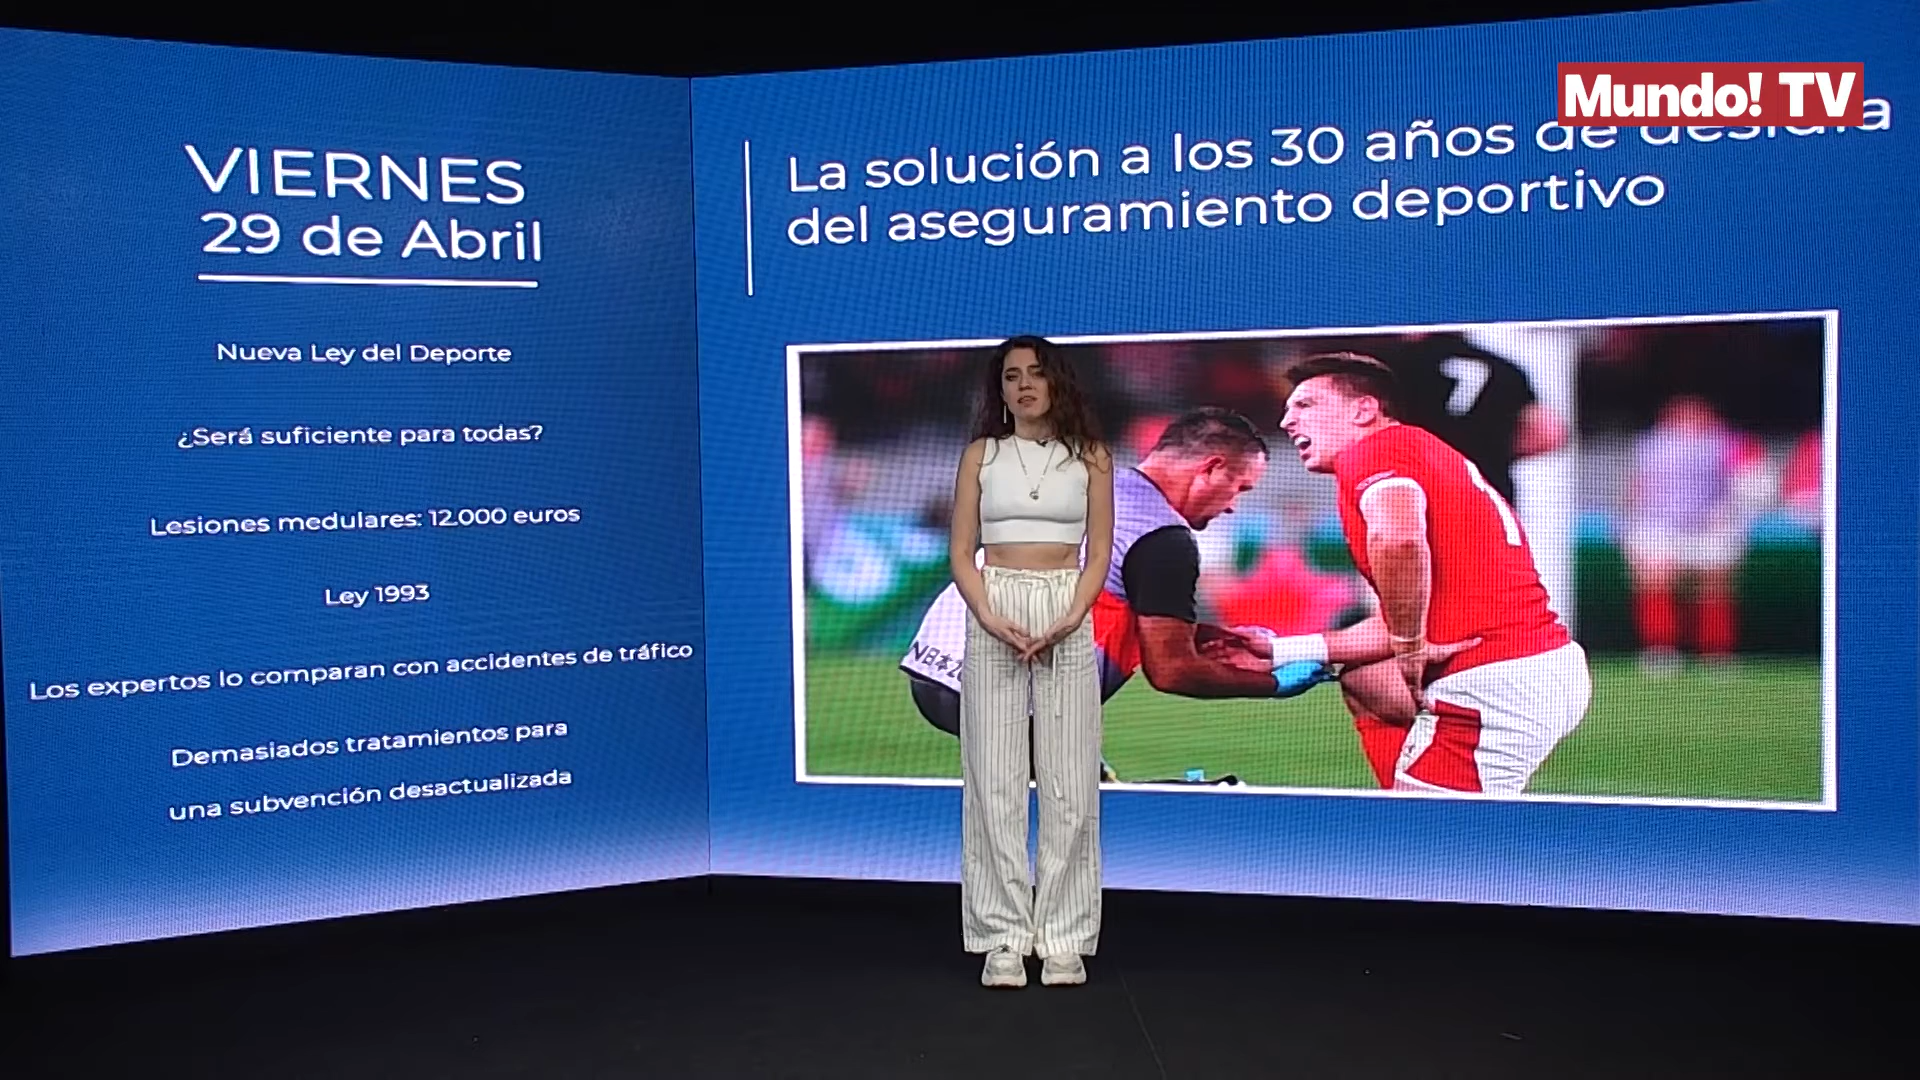 Mundo! TV
VIERNES
29 de Abril
Nueva Ley del Deporte
¿Será suficiente para todas?
Lesiones medulares: 12.000 euros
Ley 1993
Los expertos lo comparan con accidentes de tráfico
Demasiados tratamientos para
una subvención desactualizada
La solución a los 30 años de desidia
del aseguramiento deportivo